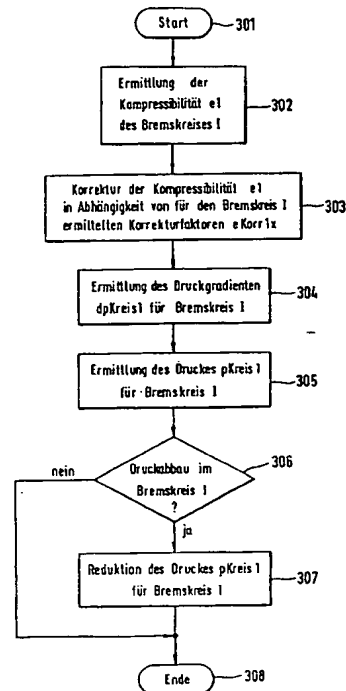 Start
301
Ermittlung der
Kompressibilität e1
des Bremskreises I
302
Korrektur der Kompressibilität e1
in Abhängigkeit von für den Bremskreis I
ermittelten Korrekturfaktoren eKorr1x
303
Ermittlung des Druckgradienten
dpKreis1 für Bremskreis I
304
Ermittlung des Druckes pKreis1
für Bremskreis I
305
Druckabbau im
Bremskreis I
?
306
nein
ja
Reduktion des Druckes pKreis1
für Bremskreis I
307
Ende
308